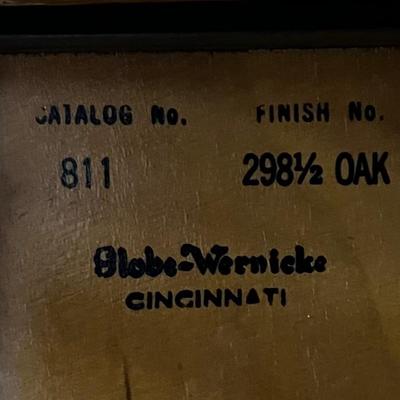 CATALOG No. FINISH No.
811 298½ OAK
Globe-Wernicke
CINCINNATI